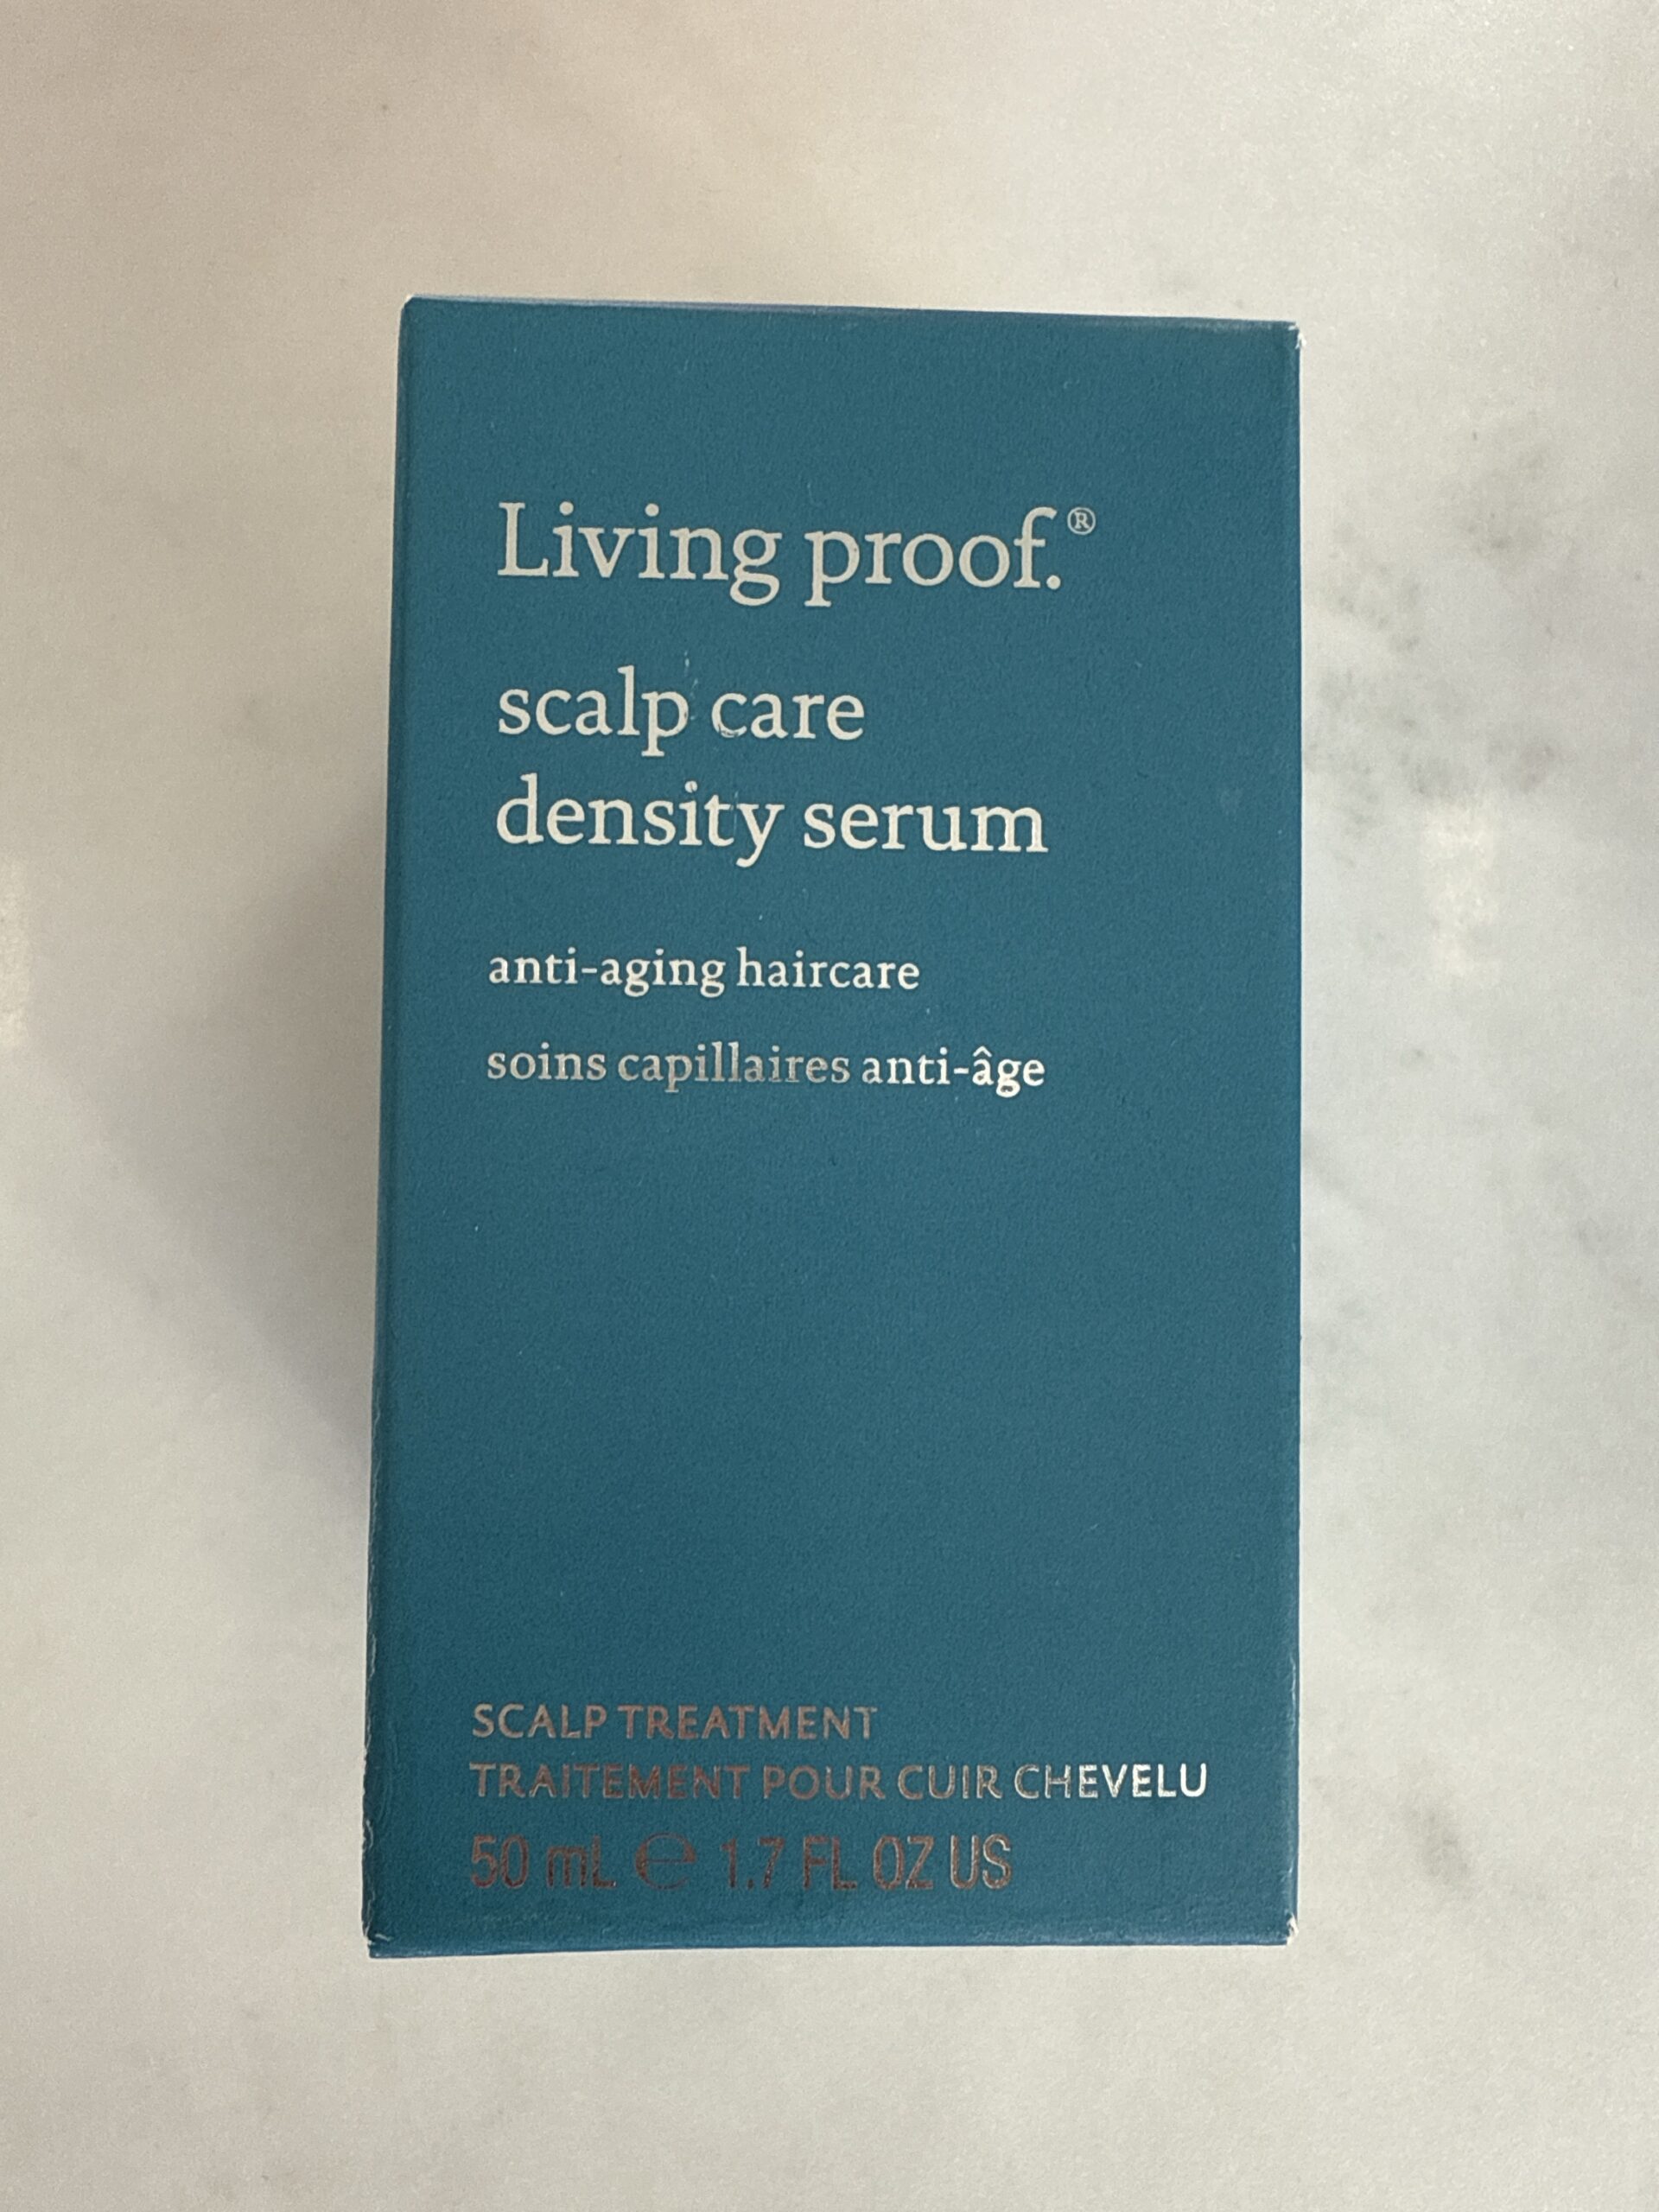 Living proof.®
scalp care
density serum
anti-aging haircare
soins capillaires anti-âge
SCALP TREATMENT
TRAITEMENT POUR CUIR CHEVELU
50 mL ℮ 1.7 FL OZ US